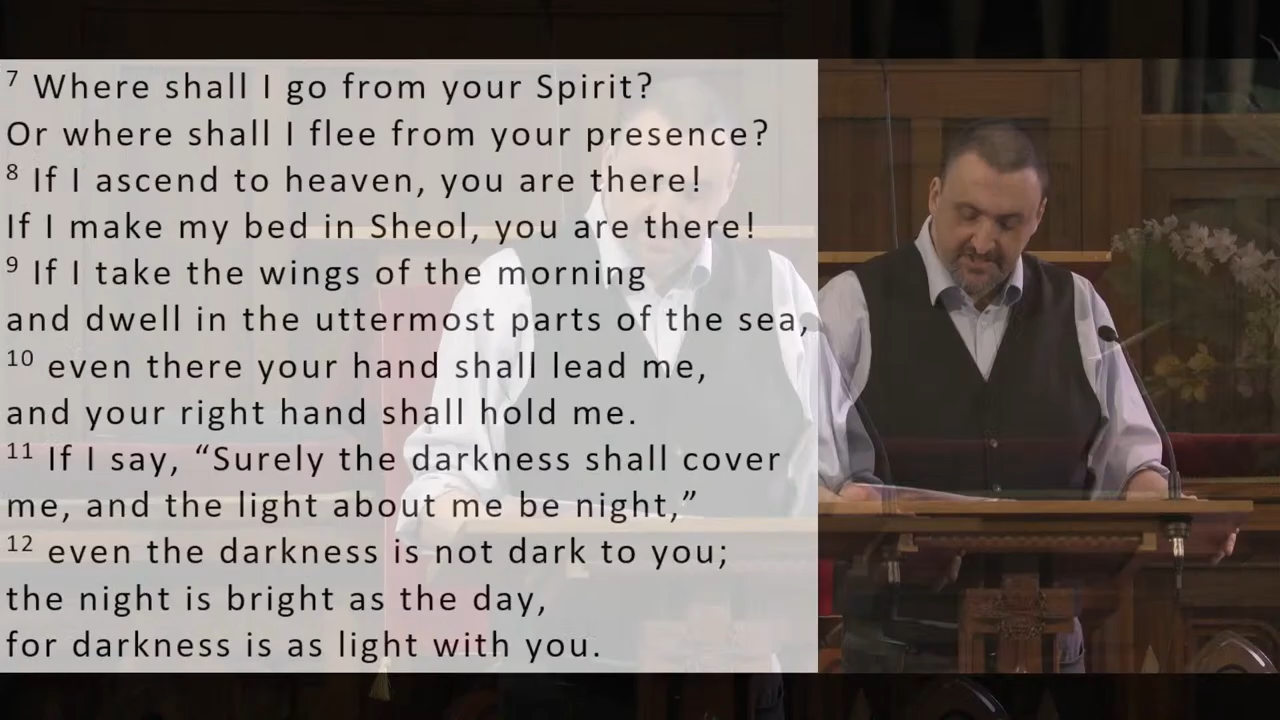 7 Where shall I go from your Spirit?
Or where shall I flee from your presence?
8 If I ascend to heaven, you are there!
If I make my bed in Sheol, you are there!
9 If I take the wings of the morning
and dwell in the uttermost parts of the sea,
10 even there your hand shall lead me,
and your right hand shall hold me.
11 If I say, “Surely the darkness shall cover
me, and the light about me be night,”
12 even the darkness is not dark to you;
the night is bright as the day,
for darkness is as light with you.